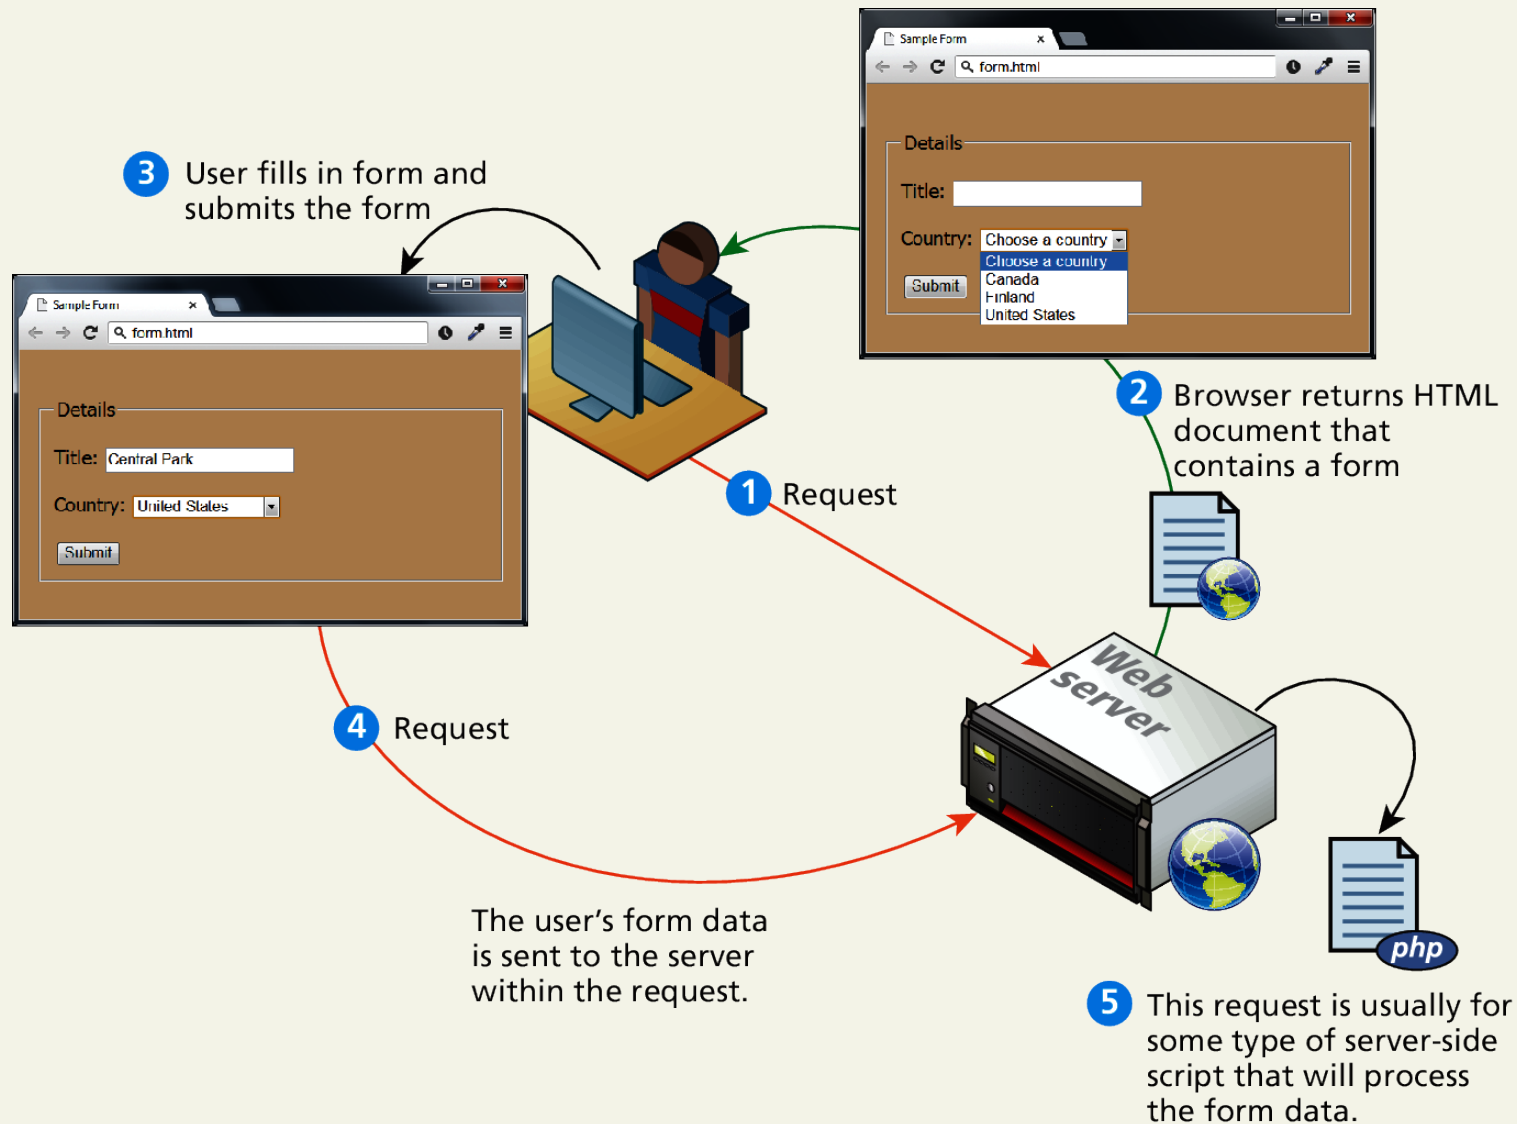 Sample Form
form.html
Details
Title:
Country: Choose a country
Choose a country
Canada
Finland
United States
Submit
3 User fills in form and
submits the form
Sample Form
form.html
Details
Title: Central Park
Country: United States
Submit
2 Browser returns HTML
document that
contains a form
1 Request
Web
server
4 Request
The user’s form data
is sent to the server
within the request.
php
5 This request is usually for
some type of server-side
script that will process
the form data.